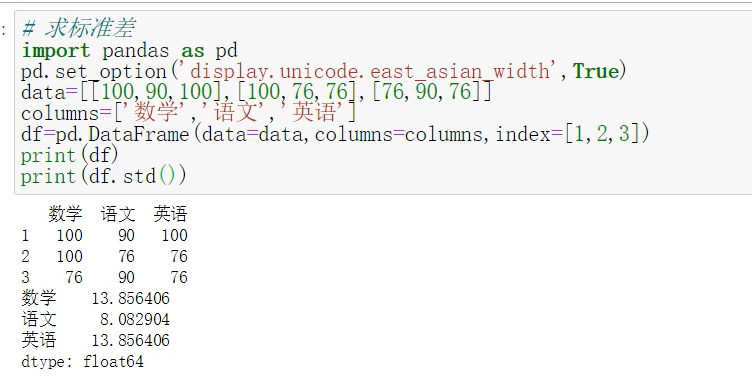 :
# 求标准差
import pandas as pd
pd.set_option('display.unicode.east_asian_width',True)
data=[[100,90,100],[100,76,76],[76,90,76]]
columns=['数学','语文','英语']
df=pd.DataFrame(data=data,columns=columns,index=[1,2,3])
print(df)
print(df.std())
数学 语文 英语
1 100 90 100
2 100 76 76
3 76 90 76
数学 13.856406
语文 8.082904
英语 13.856406
dtype: float64